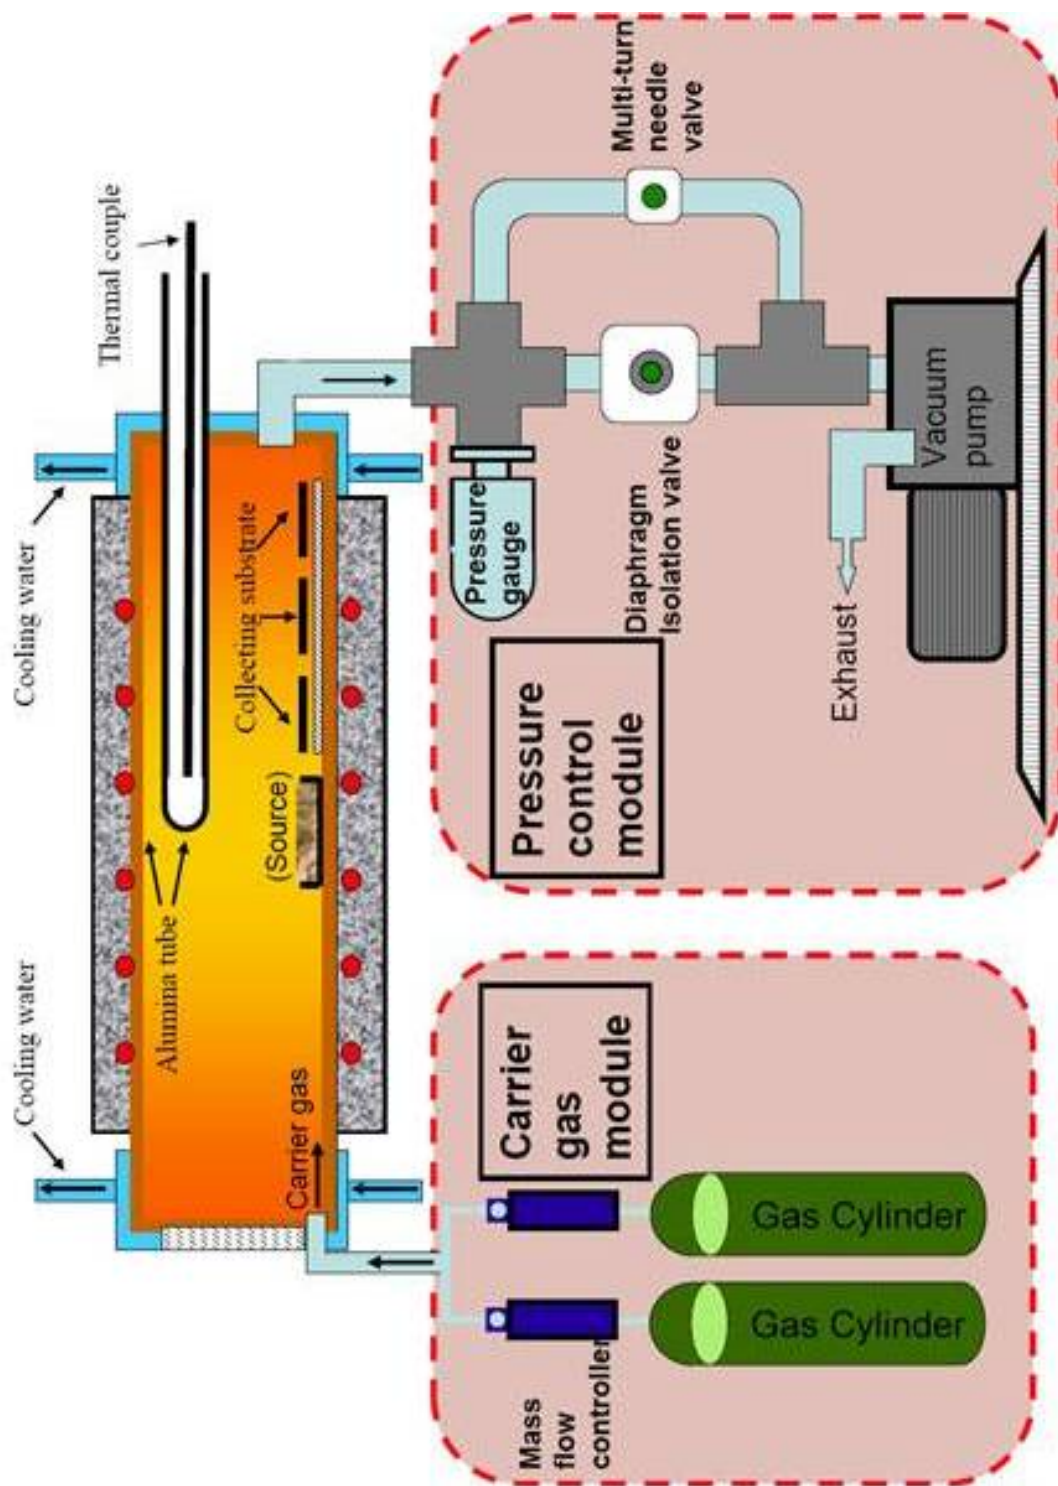 Cooling water
Cooling water
Thermal couple
Alumina tube
(Source)
Collecting substrate
Carrier gas
Carrier
gas
module
Mass
flow
controller
Gas Cylinder
Gas Cylinder
Pressure
control
module
Pressure
gauge
Diaphragm
Isolation valve
Multi-turn
needle
valve
Exhaust
Vacuum
pump